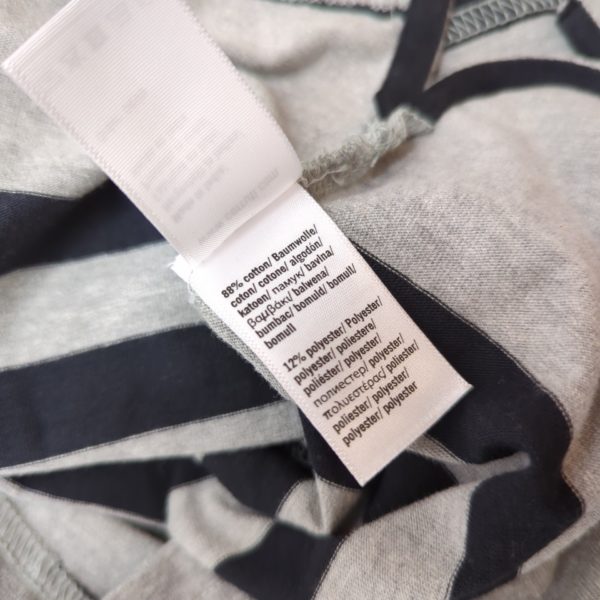 88% cotton/ Baumwolle/
coton/ cotone/ algodón/
katoen/ памук/ bavlna/
βαμβάκι/ bawełna/
bumbac/ bomuld/ bomull/
bomull
12% polyester/ Polyester/
polyester/ poliestere/
poliéster/ polyester/
полиестер/ polyester/
πολυεστέρας/ poliester/
poliester/ polyester/
polyester/ polyester